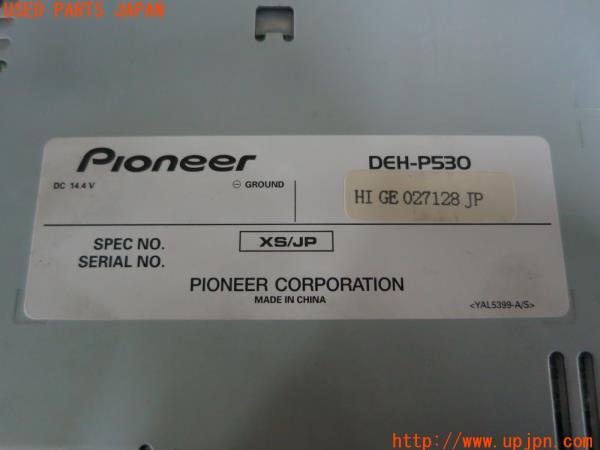 USED PARTS JAPAN
Pioneer
DEH-P530
DC 14.4 V
⊖ GROUND
HI GE 027128 JP
SPEC NO.
XS/JP
SERIAL NO.
PIONEER CORPORATION
MADE IN CHINA
<YAL5399-A/S>
http://www.upjpn.com/